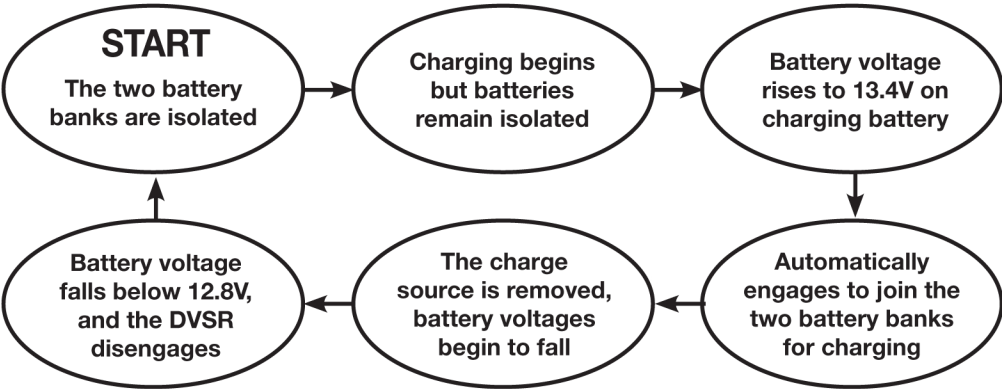 START
The two battery
banks are isolated
Charging begins
but batteries
remain isolated
Battery voltage
rises to 13.4V on
charging battery
Automatically
engages to join the
two battery banks
for charging
The charge
source is removed,
battery voltages
begin to fall
Battery voltage
falls below 12.8V,
and the DVSR
disengages